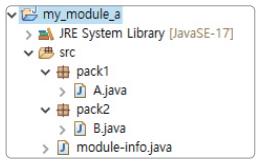 my_module_a
JRE System Library [JavaSE-17]
src
pack1
A.java
pack2
B.java
module-info.java